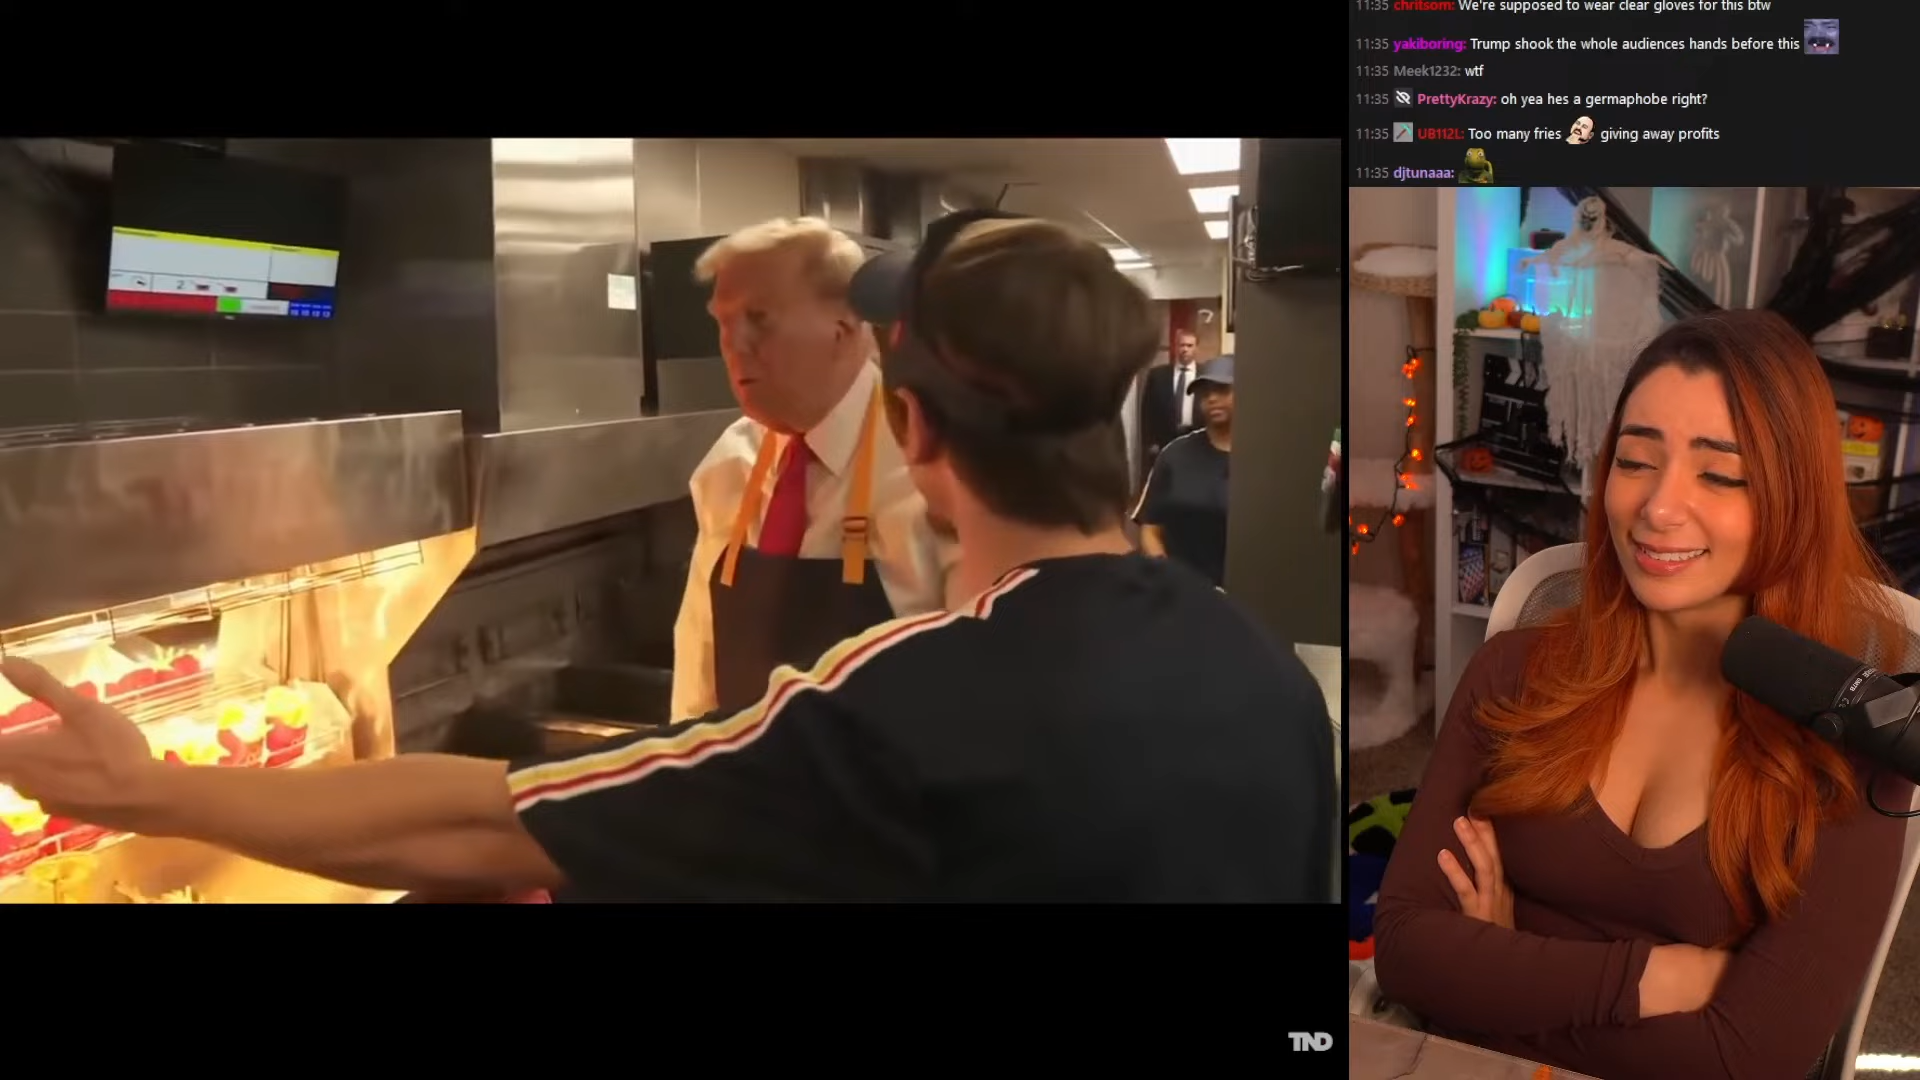 11:35 chritsom: We're supposed to wear clear gloves for this btw
11:35 yakiboring: Trump shook the whole audiences hands before this
11:35 Meek1232: wtf
11:35 PrettyKrazy: oh yea hes a germaphobe right?
11:35 UB112L: Too many fries giving away profits
11:35 djtunaaa:
2
TND